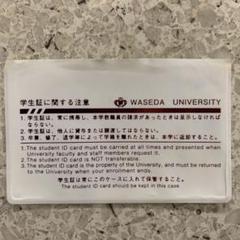 学生証に関する注意 WASEDA UNIVERSITY
1. 学生証は、常に携帯し、本学教職員の請求があったときは呈示しなければ
ならない。
2. 学生証は、他人に貸与または譲渡してはならない。
3. 卒業、修了、退学等によって学籍を離れたときは、本学に返却すること。
1. The student ID card must be carried at all times and presented when
University faculty and staff members request it.
2. The student ID card is NOT transferable.
3. The student ID card is the property of the University, and must be returned
to the University when your enrollment ends.
学生証は常にこのケースに入れて保管すること。
The student ID card should be kept in this case.